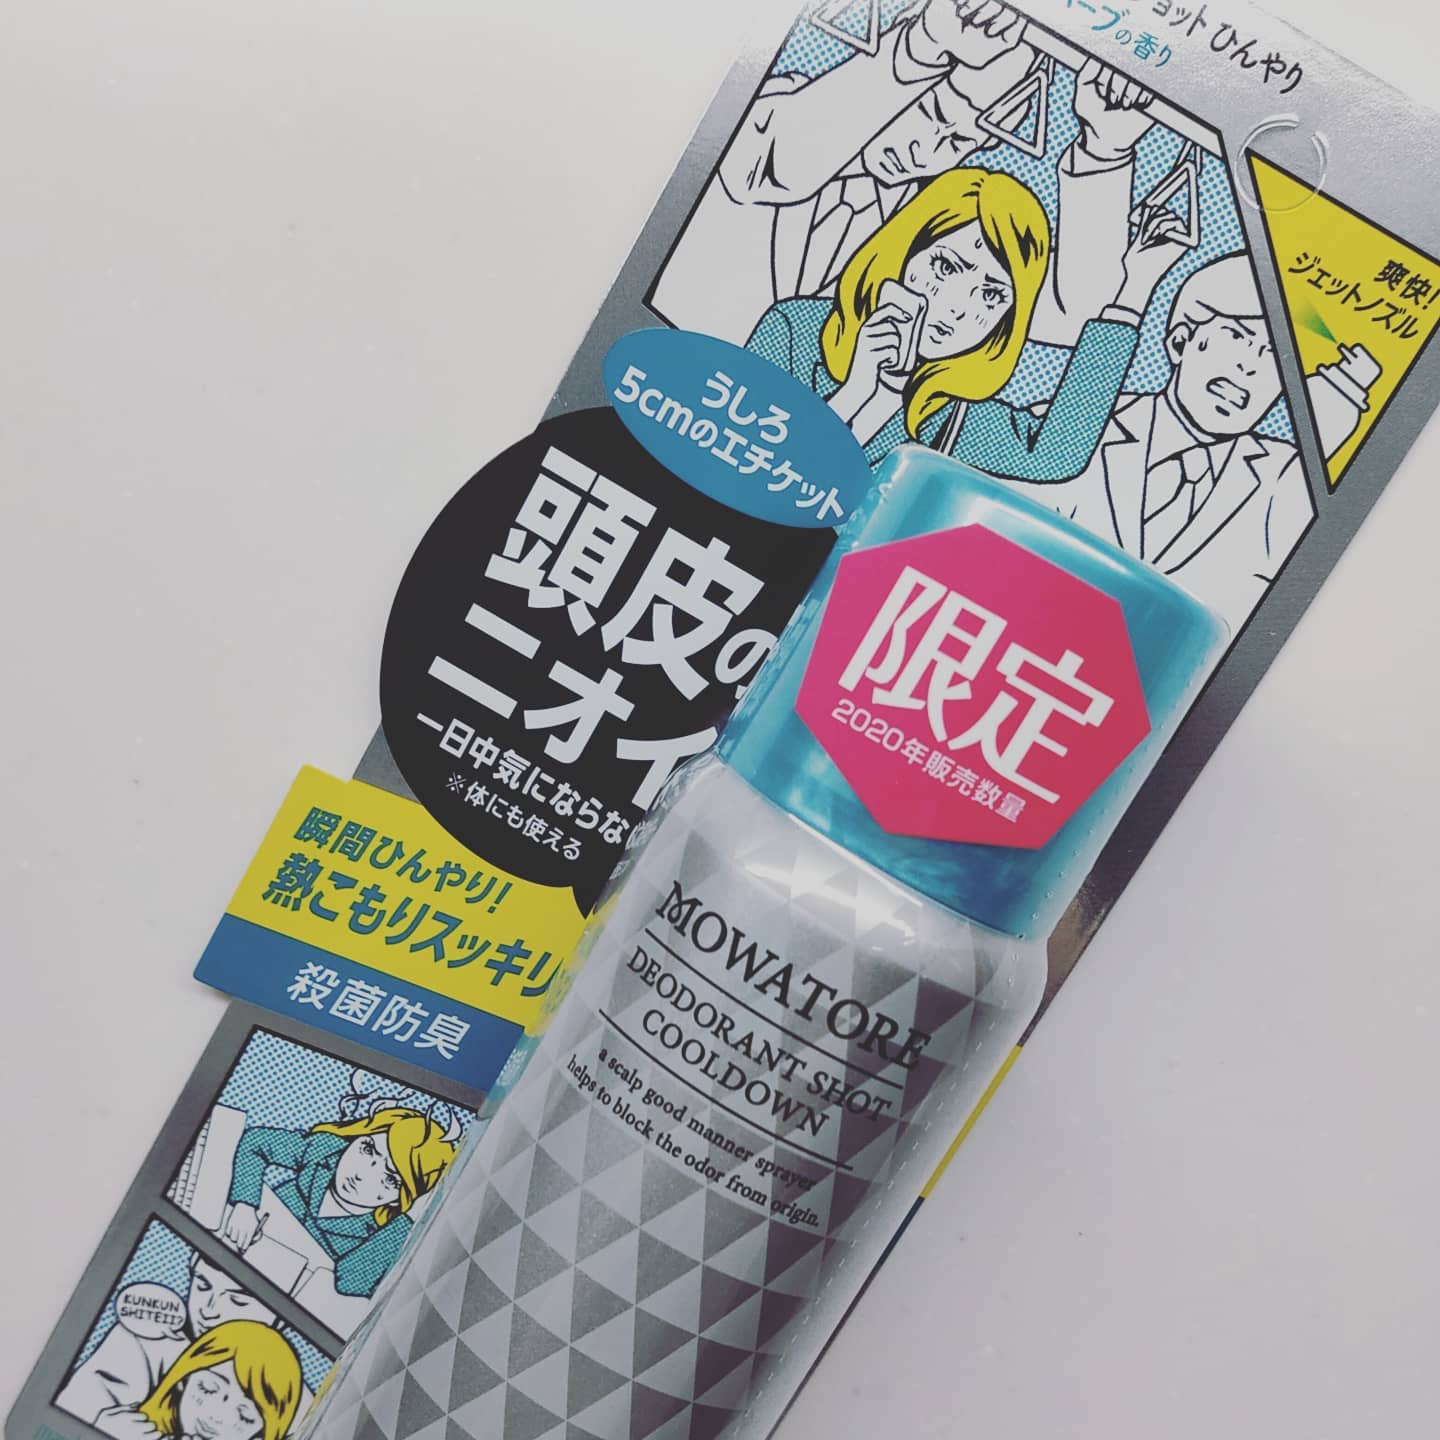 ョット ひんやり
ハーブの香り
爽快!
ジェットノズル
うしろ
5cmのエチケット
頭皮の
ニオイ
一日中気にならな
※体にも使える
限定
2020年販売数量
瞬間ひんやり!
熱こもりスッキリ
殺菌防臭
MOWATORE
DEODORANT SHOT
COOLDOWN
a scalp good manner sprayer
helps to block the odor from origin.
KUNKUN
SHITEII?